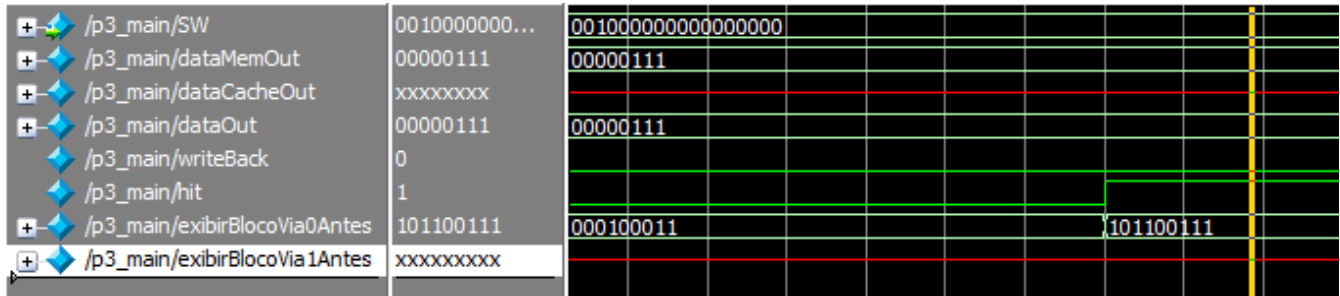 /p3_main/SW 0010000000... 001000000000000000
/p3_main/dataMemOut 00000111 00000111
/p3_main/dataCacheOut xxxxxxxx
/p3_main/dataOut 00000111 00000111
/p3_main/writeBack 0
/p3_main/hit 1
/p3_main/exibirBlocoVia0Antes 101100111 000100011 101100111
/p3_main/exibirBlocoVia1Antes xxxxxxxxx